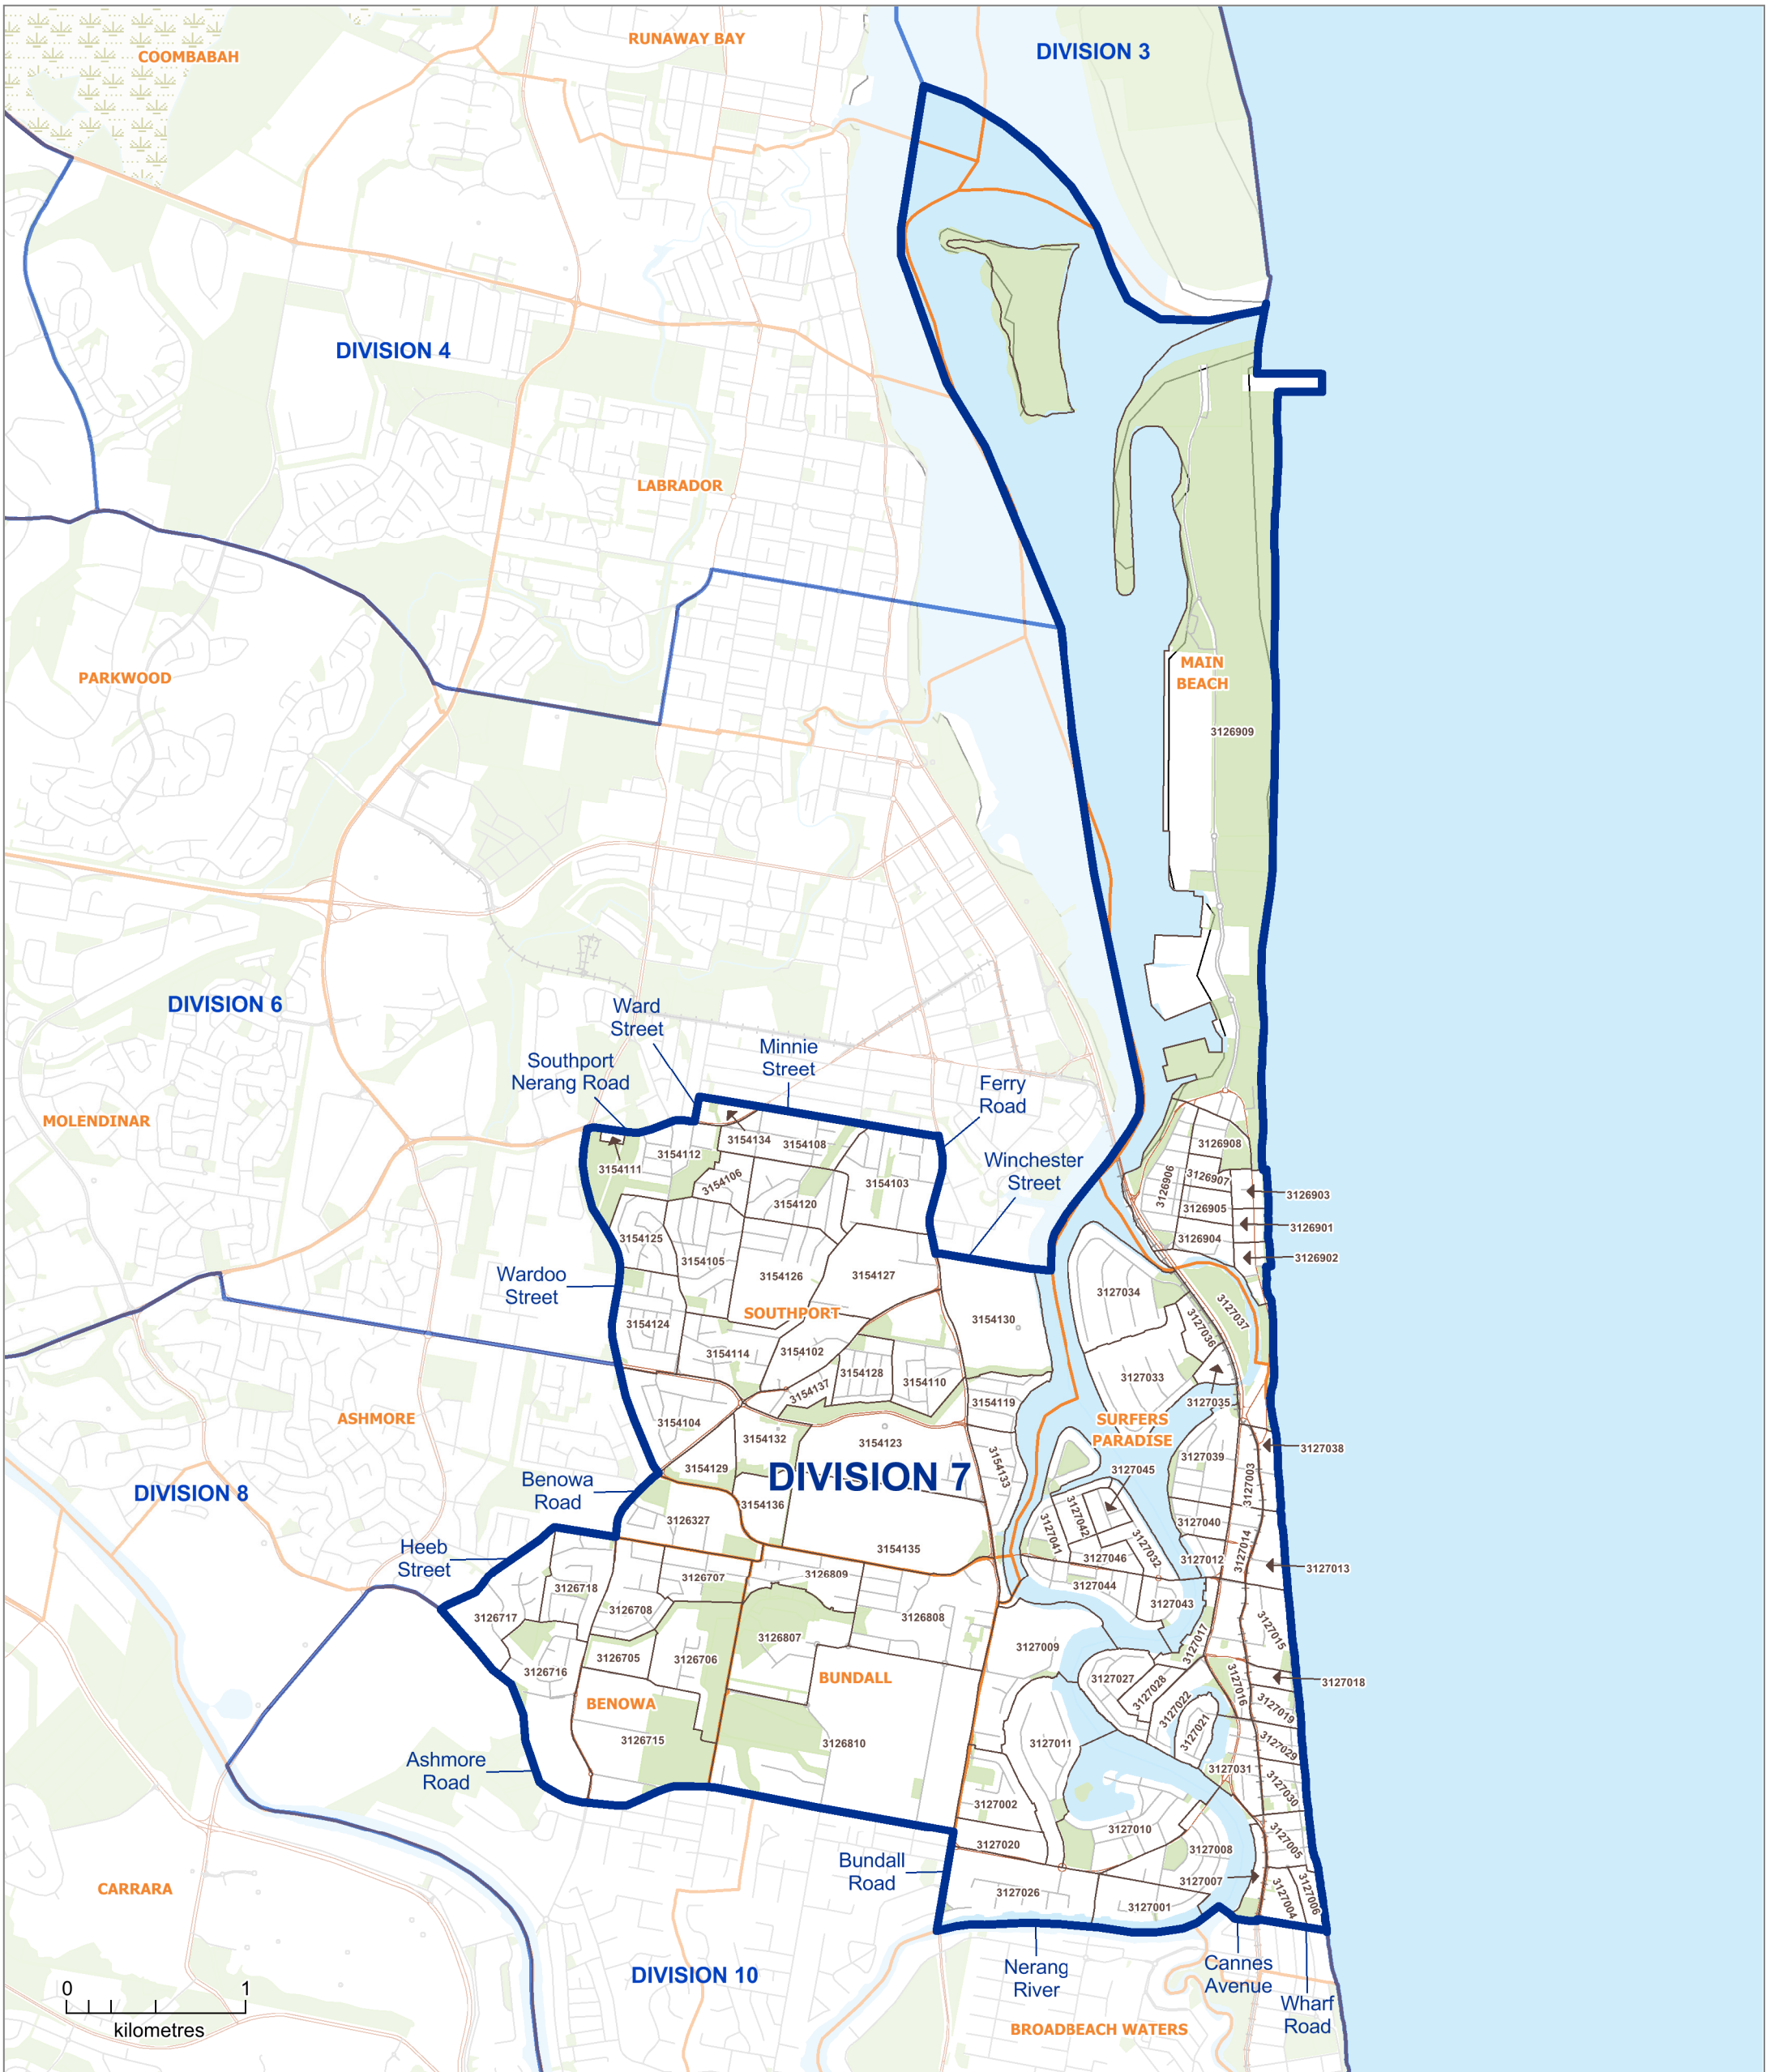 COOMBABAH
RUNAWAY BAY
DIVISION 3
DIVISION 4
LABRADOR
PARKWOOD
MAIN
BEACH
3126909
DIVISION 6
Ward
Street
Minnie
Street
Southport
Nerang Road
Ferry
Road
MOLENDINAR
Winchester
Street
3154134
3154108
3154112
3154111
3154106
3154103
3154120
3126908
3126906
3126907
3126903
3126905
3126901
3126904
3126902
3154125
3154105
3154126
3154127
Wardoo
Street
3127034
3127037
SOUTHPORT
3154130
3127036
3154124
3154114
3154102
3154128
3154110
3154137
3127033
3127035
3154119
ASHMORE
3154104
SURFERS
PARADISE
3154132
3154123
3127038
3127039
3127003
3154129
DIVISION 7
3154133
3127045
DIVISION 8
Benowa
Road
3154136
3126327
3127042
3127041
3127040
3127014
3127032
Heeb
Street
3154135
3127046
3127012
3127013
3126707
3126809
3126718
3127044
3127043
3126717
3126708
3126808
3127015
3126807
3127009
3127017
3126705
3126706
3126716
BUNDALL
3127027
3127028
3127016
3127018
BENOWA
3127022
3127019
3127021
3126715
3126810
3127011
3127029
Ashmore
Road
3127031
3127030
3127002
3127010
3127020
3127008
3127005
Bundall
Road
3127007
CARRARA
3127026
3127001
3127004
3127006
Nerang
River
Cannes
Avenue
DIVISION 10
Wharf
Road
0 1
kilometres
BROADBEACH WATERS